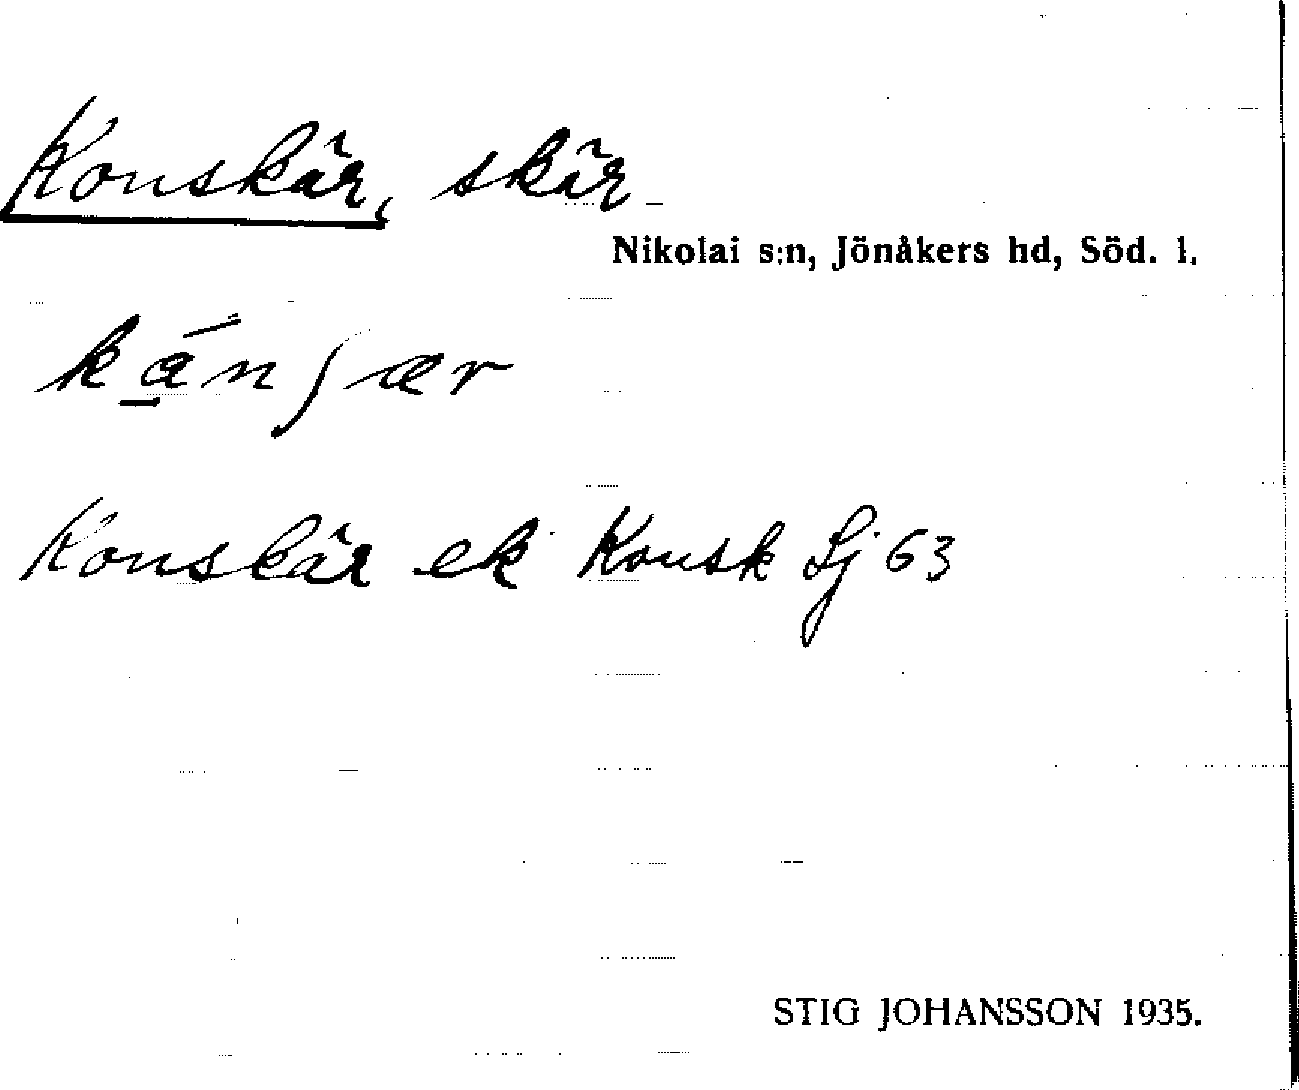 Konskär, skär
Nikolai s:n, Jönåkers hd, Söd. l.
kånʃær
Konskär ek Konsk Sj 63
STIG JOHANSSON 1935.